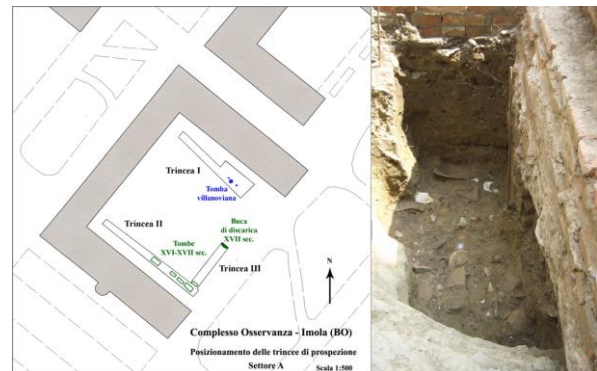 Trincea I
Tomba
villanoviana
Trincea II
Buca
di discarica
XVII sec.
Tombe
XVI-XVII sec.
Trincea III
N
Complesso Osservanza - Imola (BO)
Posizionamento delle trincee di prospezione
Settore A
Scala 1:500